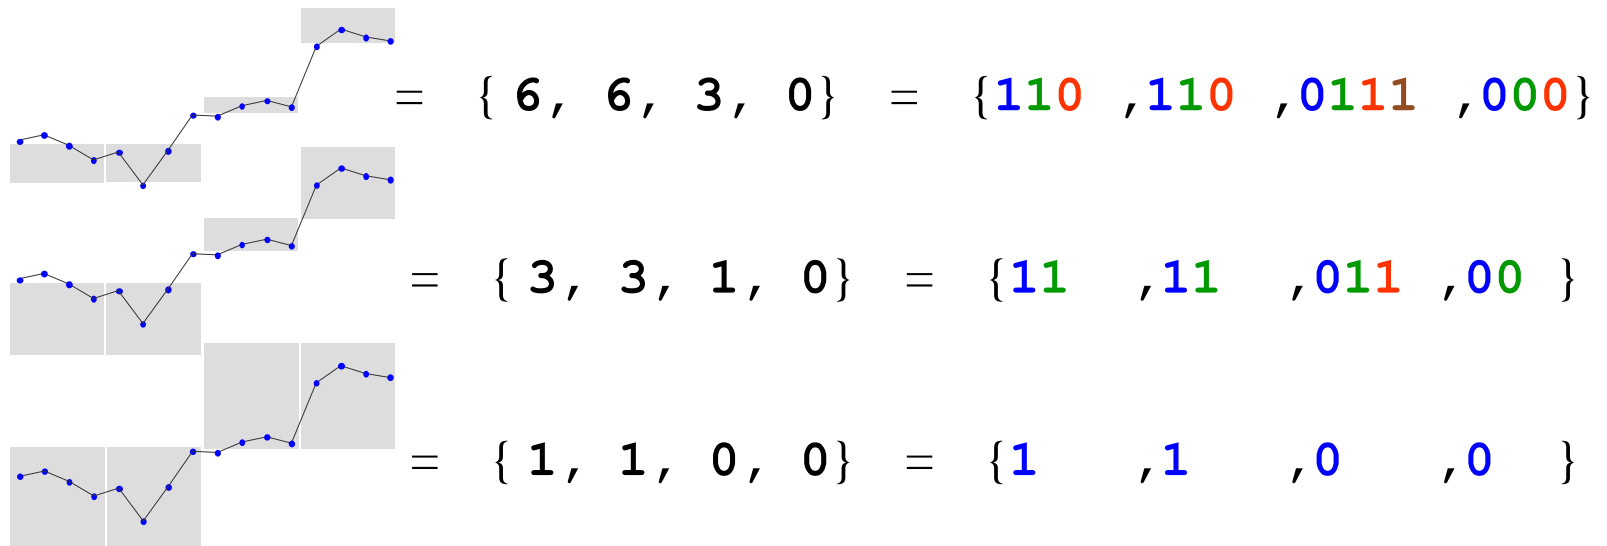 = { 6, 6, 3, 0} = {110 ,110 ,0111 ,000}
= { 3, 3, 1, 0} = {11 ,11 ,011 ,00 }
= { 1, 1, 0, 0} = {1 ,1 ,0 ,0 }